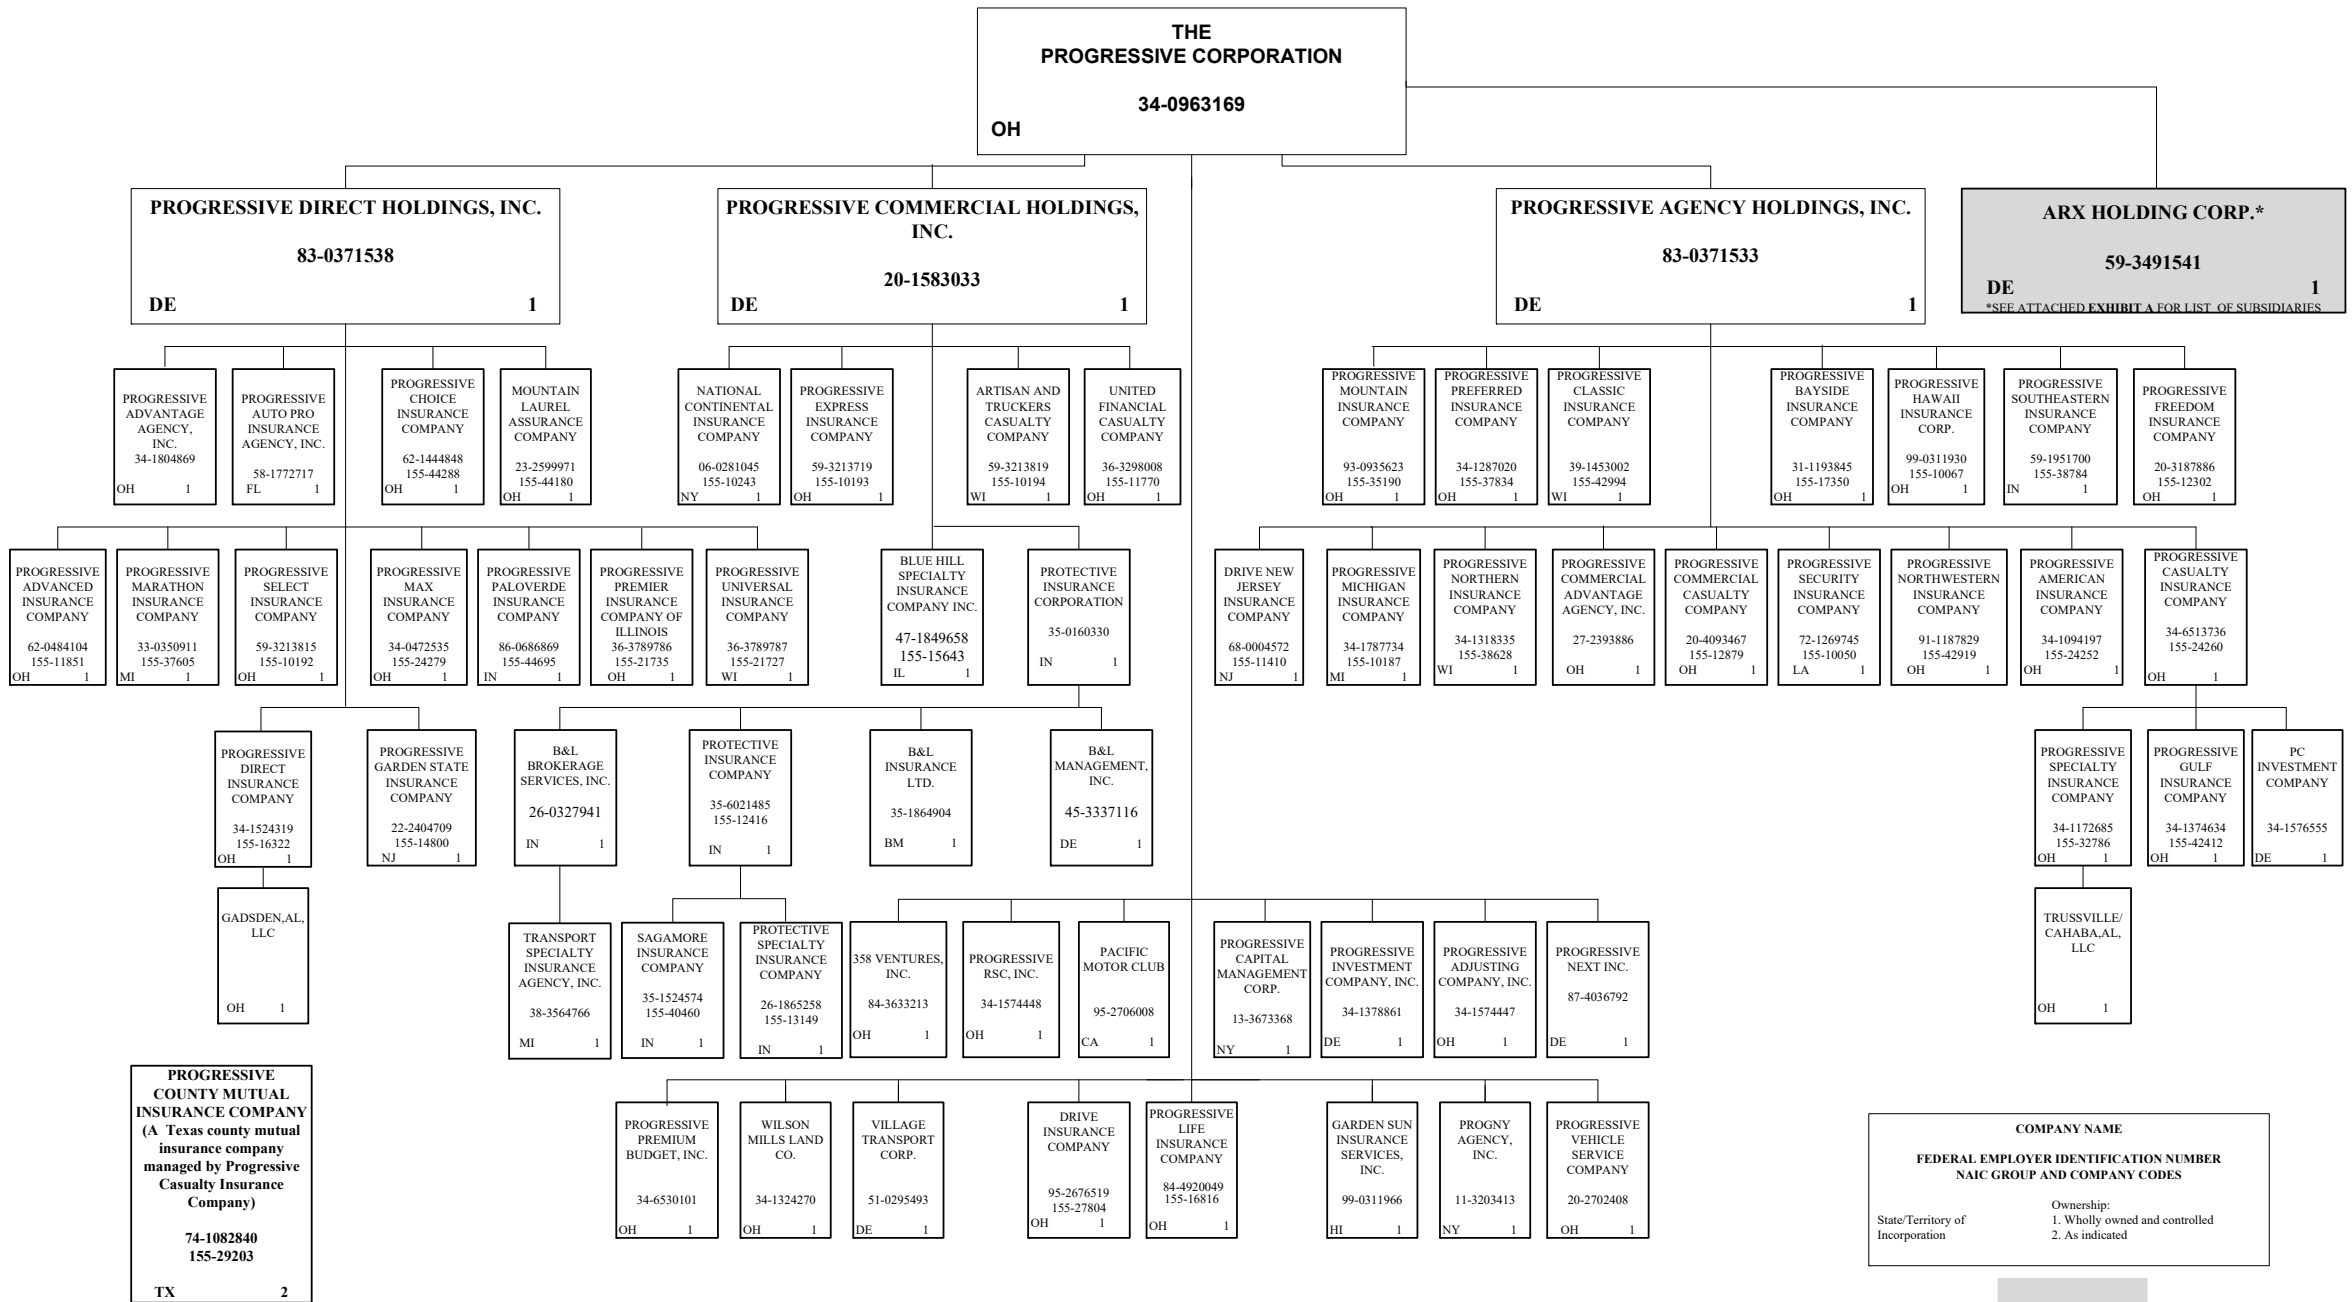 THE
PROGRESSIVE CORPORATION
34-0963169
OH
PROGRESSIVE DIRECT HOLDINGS, INC.
83-0371538
DE 1
PROGRESSIVE COMMERCIAL HOLDINGS,
INC.
20-1583033
DE 1
PROGRESSIVE AGENCY HOLDINGS, INC.
83-0371533
DE 1
ARX HOLDING CORP.*
59-3491541
DE 1
*SEE ATTACHED EXHIBIT A FOR LIST OF SUBSIDIARIES
PROGRESSIVE
ADVANTAGE
AGENCY,
INC.
34-1804869
OH 1
PROGRESSIVE
AUTO PRO
INSURANCE
AGENCY, INC.
58-1772717
FL 1
PROGRESSIVE
CHOICE
INSURANCE
COMPANY
62-1444848
155-44288
OH 1
MOUNTAIN
LAUREL
ASSURANCE
COMPANY
23-2599971
155-44180
OH 1
NATIONAL
CONTINENTAL
INSURANCE
COMPANY
06-0281045
155-10243
NY 1
PROGRESSIVE
EXPRESS
INSURANCE
COMPANY
59-3213719
155-10193
OH 1
ARTISAN AND
TRUCKERS
CASUALTY
COMPANY
59-3213819
155-10194
WI 1
UNITED
FINANCIAL
CASUALTY
COMPANY
36-3298008
155-11770
OH 1
PROGRESSIVE
MOUNTAIN
INSURANCE
COMPANY
93-0935623
155-35190
OH 1
PROGRESSIVE
PREFERRED
INSURANCE
COMPANY
34-1287020
155-37834
OH 1
PROGRESSIVE
CLASSIC
INSURANCE
COMPANY
39-1453002
155-42994
WI 1
PROGRESSIVE
BAYSIDE
INSURANCE
COMPANY
31-1193845
155-17350
OH 1
PROGRESSIVE
HAWAII
INSURANCE
CORP.
99-0311930
155-10067
OH 1
PROGRESSIVE
SOUTHEASTERN
INSURANCE
COMPANY
59-1951700
155-38784
IN 1
PROGRESSIVE
FREEDOM
INSURANCE
COMPANY
20-3187886
155-12302
OH 1
PROGRESSIVE
ADVANCED
INSURANCE
COMPANY
62-0484104
155-11851
OH 1
PROGRESSIVE
MARATHON
INSURANCE
COMPANY
33-0350911
155-37605
MI 1
PROGRESSIVE
SELECT
INSURANCE
COMPANY
59-3213815
155-10192
OH 1
PROGRESSIVE
MAX
INSURANCE
COMPANY
34-0472535
155-24279
OH 1
PROGRESSIVE
PALOVERDE
INSURANCE
COMPANY
86-0686869
155-44695
IN 1
PROGRESSIVE
PREMIER
INSURANCE
COMPANY OF
ILLINOIS
36-3789786
155-21735
OH 1
PROGRESSIVE
UNIVERSAL
INSURANCE
COMPANY
36-3789787
155-21727
WI 1
BLUE HILL
SPECIALTY
INSURANCE
COMPANY INC.
47-1849658
155-15643
IL 1
PROTECTIVE
INSURANCE
CORPORATION
35-0160330
IN 1
DRIVE NEW
JERSEY
INSURANCE
COMPANY
68-0004572
155-11410
NJ 1
PROGRESSIVE
MICHIGAN
INSURANCE
COMPANY
34-1787734
155-10187
MI 1
PROGRESSIVE
NORTHERN
INSURANCE
COMPANY
34-1318335
155-38628
WI 1
PROGRESSIVE
COMMERCIAL
ADVANTAGE
AGENCY, INC.
27-2393886
OH 1
PROGRESSIVE
COMMERCIAL
CASUALTY
COMPANY
20-4093467
155-12879
OH 1
PROGRESSIVE
SECURITY
INSURANCE
COMPANY
72-1269745
155-10050
LA 1
PROGRESSIVE
NORTHWESTERN
INSURANCE
COMPANY
91-1187829
155-42919
OH 1
PROGRESSIVE
AMERICAN
INSURANCE
COMPANY
34-1094197
155-24252
OH 1
PROGRESSIVE
CASUALTY
INSURANCE
COMPANY
34-6513736
155-24260
OH 1
PROGRESSIVE
DIRECT
INSURANCE
COMPANY
34-1524319
155-16322
OH 1
PROGRESSIVE
GARDEN STATE
INSURANCE
COMPANY
22-2404709
155-14800
NJ 1
B&L
BROKERAGE
SERVICES, INC.
26-0327941
IN 1
PROTECTIVE
INSURANCE
COMPANY
35-6021485
155-12416
IN 1
B&L
INSURANCE
LTD.
35-1864904
BM 1
B&L
MANAGEMENT,
INC.
45-3337116
DE 1
PROGRESSIVE
SPECIALTY
INSURANCE
COMPANY
34-1172685
155-32786
OH 1
PROGRESSIVE
GULF
INSURANCE
COMPANY
34-1374634
155-42412
OH 1
PC
INVESTMENT
COMPANY
34-1576555
DE 1
GADSDEN,AL,
LLC
OH 1
TRANSPORT
SPECIALTY
INSURANCE
AGENCY, INC.
38-3564766
MI 1
SAGAMORE
INSURANCE
COMPANY
35-1524574
155-40460
IN 1
PROTECTIVE
SPECIALTY
INSURANCE
COMPANY
26-1865258
155-13149
IN 1
358 VENTURES,
INC.
84-3633213
OH 1
PROGRESSIVE
RSC, INC.
34-1574448
OH 1
PACIFIC
MOTOR CLUB
95-2706008
CA 1
PROGRESSIVE
CAPITAL
MANAGEMENT
CORP.
13-3673368
NY 1
PROGRESSIVE
INVESTMENT
COMPANY, INC.
34-1378861
DE 1
PROGRESSIVE
ADJUSTING
COMPANY, INC.
34-1574447
OH 1
PROGRESSIVE
NEXT INC.
87-4036792
DE 1
TRUSSVILLE/
CAHABA,AL,
LLC
OH 1
PROGRESSIVE
COUNTY MUTUAL
INSURANCE COMPANY
(A Texas county mutual
insurance company
managed by Progressive
Casualty Insurance
Company)
74-1082840
155-29203
TX 2
PROGRESSIVE
PREMIUM
BUDGET, INC.
34-6530101
OH 1
WILSON
MILLS LAND
CO.
34-1324270
OH 1
VILLAGE
TRANSPORT
CORP.
51-0295493
DE 1
DRIVE
INSURANCE
COMPANY
95-2676519
155-27804
OH 1
PROGRESSIVE
LIFE
INSURANCE
COMPANY
84-4920049
155-16816
OH 1
GARDEN SUN
INSURANCE
SERVICES,
INC.
99-0311966
HI 1
PROGNY
AGENCY,
INC.
11-3203413
NY 1
PROGRESSIVE
VEHICLE
SERVICE
COMPANY
20-2702408
OH 1
COMPANY NAME
FEDERAL EMPLOYER IDENTIFICATION NUMBER
NAIC GROUP AND COMPANY CODES
Ownership:
State/Territory of 1. Wholly owned and controlled
Incorporation 2. As indicated